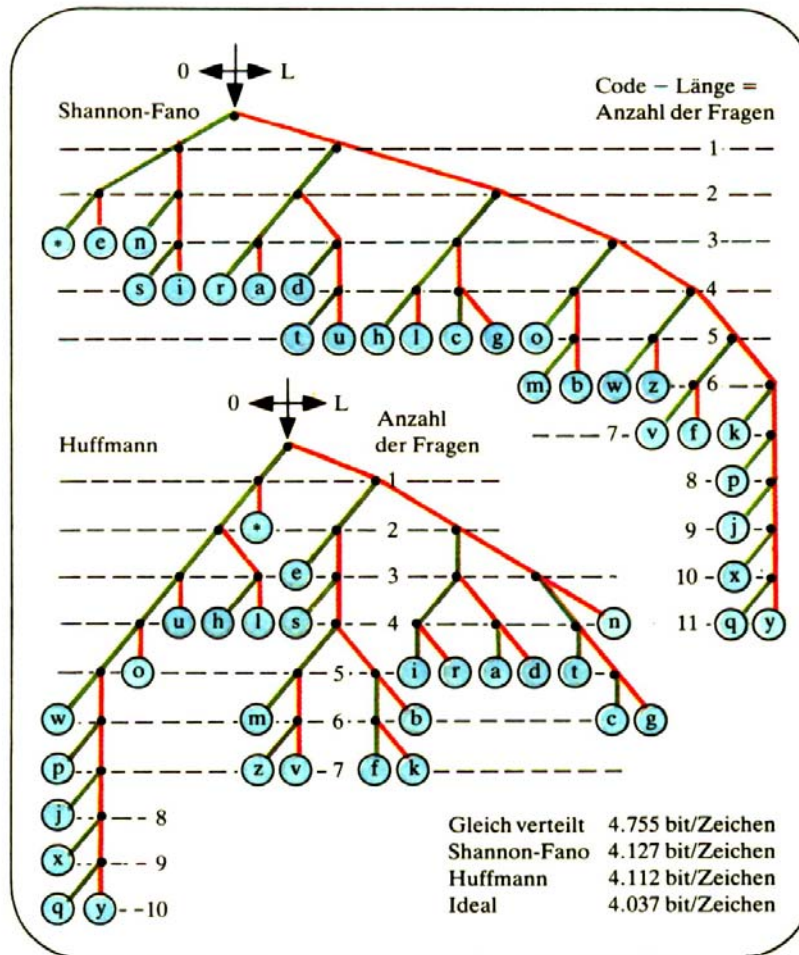 0 L
Shannon-Fano
Code – Länge =
Anzahl der Fragen
1
2
* e n 3
s i r a d 4
t u h l c g o 5
m b w z 6
7 v f k
8 p
9 j
10 x
11 q y
0 L
Huffmann
Anzahl
der Fragen
1
* 2
e 3
u h l s 4 n
o 5 i r a d t
w m 6 b c g
p z v 7 f k
j 8
x 9
q y 10
Gleich verteilt 4.755 bit/Zeichen
Shannon-Fano 4.127 bit/Zeichen
Huffmann 4.112 bit/Zeichen
Ideal 4.037 bit/Zeichen